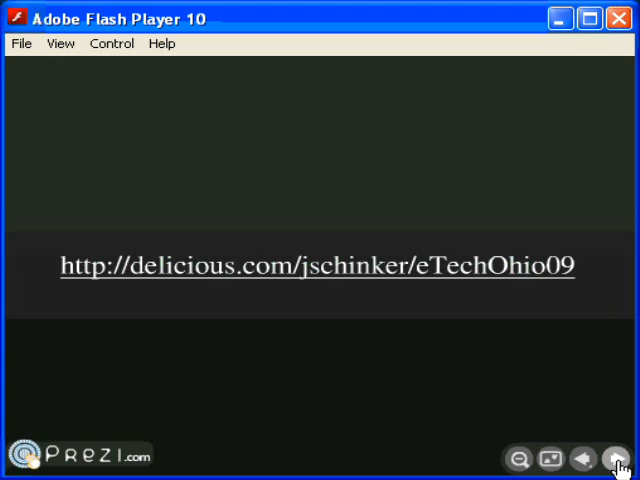 Adobe Flash Player 10
File View Control Help
http://delicious.com/jschinker/eTechOhio09
PREZI.com